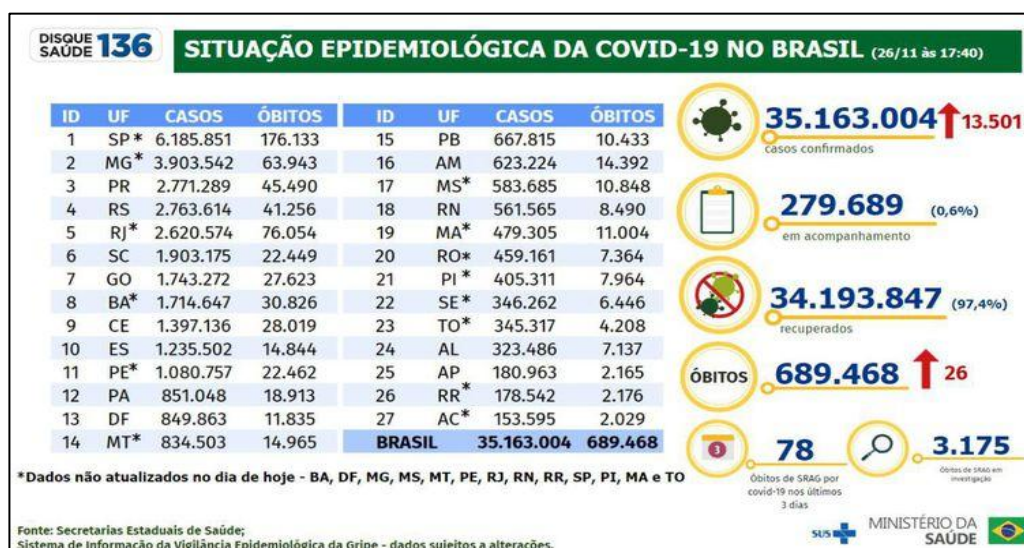 DISQUE
SAÚDE 136
SITUAÇÃO EPIDEMIOLÓGICA DA COVID-19 NO BRASIL (26/11 às 17:40)
ID UF CASOS ÓBITOS ID UF CASOS ÓBITOS
1 SP* 6.185.851 176.133 15 PB 667.815 10.433
2 MG* 3.903.542 63.943 16 AM 623.224 14.392
3 PR 2.771.289 45.490 17 MS* 583.685 10.848
4 RS 2.763.614 41.256 18 RN 561.565 8.490
5 RJ* 2.620.574 76.054 19 MA* 479.305 11.004
6 SC 1.903.175 22.449 20 RO* 459.161 7.364
7 GO 1.743.272 27.623 21 PI* 405.311 7.964
8 BA* 1.714.647 30.826 22 SE* 346.262 6.446
9 CE 1.397.136 28.019 23 TO* 345.317 4.208
10 ES 1.235.502 14.844 24 AL 323.486 7.137
11 PE* 1.080.757 22.462 25 AP 180.963 2.165
12 PA 851.048 18.913 26 RR* 178.542 2.176
13 DF 849.863 11.835 27 AC* 153.595 2.029
14 MT* 834.503 14.965 BRASIL 35.163.004 689.468
*Dados não atualizados no dia de hoje - BA, DF, MG, MS, MT, PE, RJ, RN, RR, SP, PI, MA e TO
35.163.004 13.501
casos confirmados
279.689 (0,6%)
em acompanhamento
34.193.847 (97,4%)
recuperados
ÓBITOS 689.468 26
3
78
Óbitos de SRAG por
covid-19 nos últimos
3 dias
3.175
Óbitos de SRAG em
investigação
Fonte: Secretarias Estaduais de Saúde;
Sistema de Informação da Vigilância Epidemiológica da Gripe - dados sujeitos a alterações.
SUS
MINISTÉRIO DA
SAÚDE